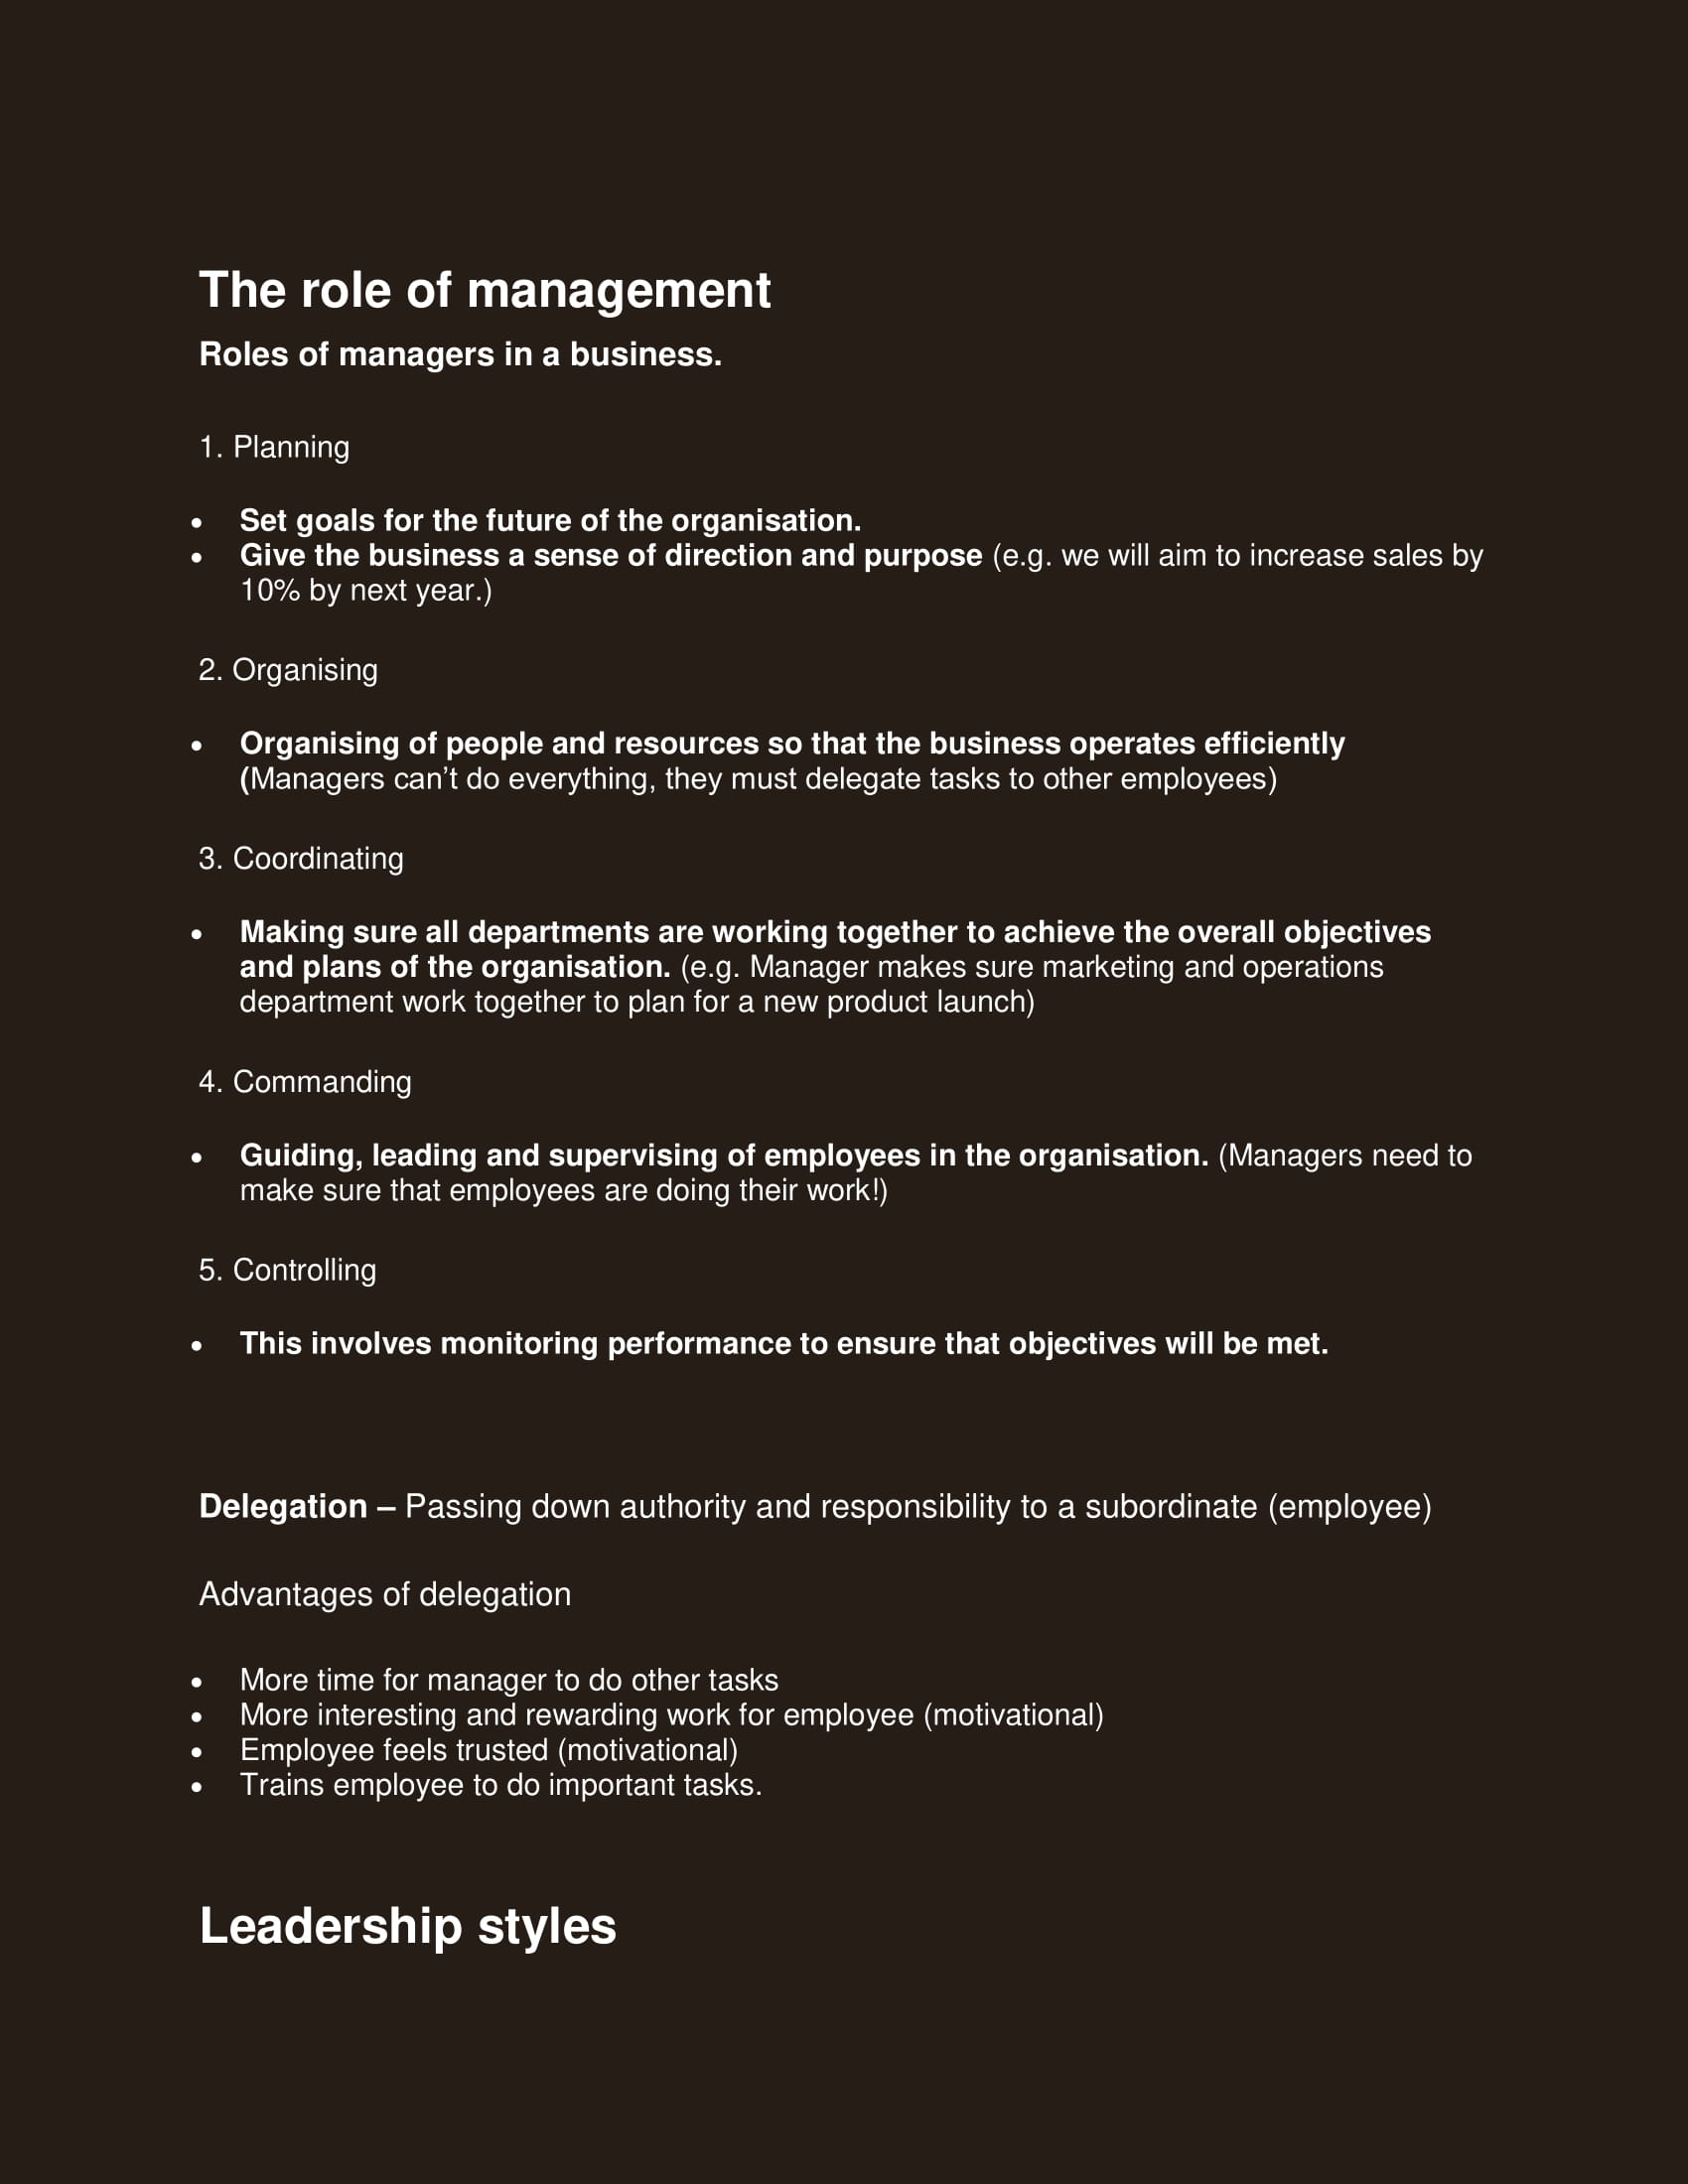 The role of management
Roles of managers in a business.
1. Planning
• Set goals for the future of the organisation.
• Give the business a sense of direction and purpose (e.g. we will aim to increase sales by
10% by next year.)
2. Organising
• Organising of people and resources so that the business operates efficiently
(Managers can’t do everything, they must delegate tasks to other employees)
3. Coordinating
• Making sure all departments are working together to achieve the overall objectives
and plans of the organisation. (e.g. Manager makes sure marketing and operations
department work together to plan for a new product launch)
4. Commanding
• Guiding, leading and supervising of employees in the organisation. (Managers need to
make sure that employees are doing their work!)
5. Controlling
• This involves monitoring performance to ensure that objectives will be met.
Delegation – Passing down authority and responsibility to a subordinate (employee)
Advantages of delegation
• More time for manager to do other tasks
• More interesting and rewarding work for employee (motivational)
• Employee feels trusted (motivational)
• Trains employee to do important tasks.
Leadership styles